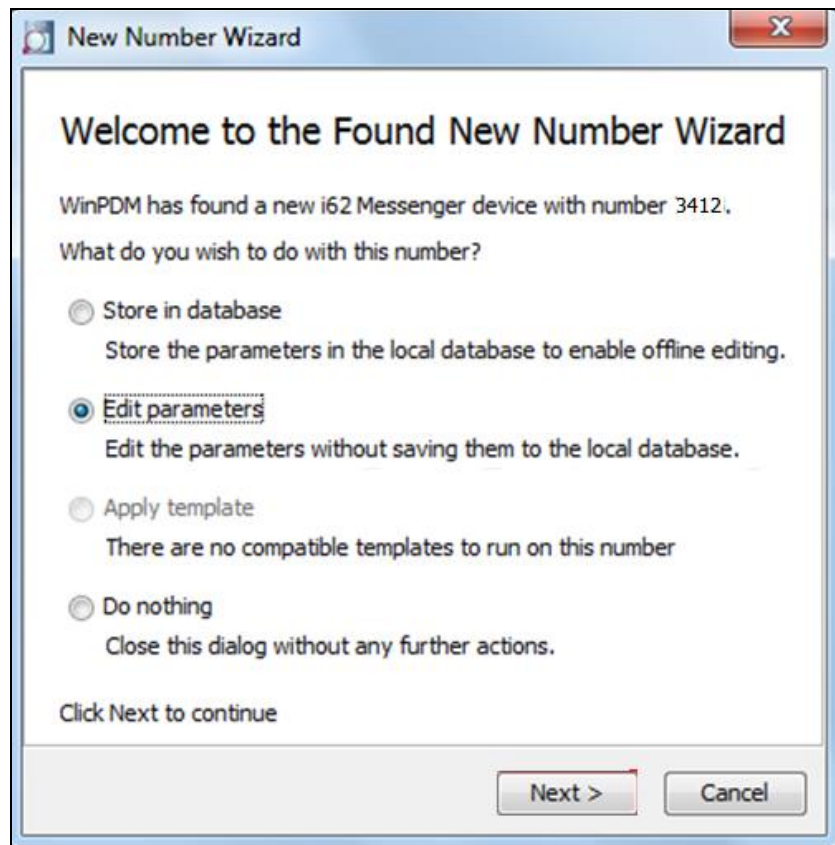 New Number Wizard
Welcome to the Found New Number Wizard
WinPDM has found a new i62 Messenger device with number 3412.
What do you wish to do with this number?
Store in database
Store the parameters in the local database to enable offline editing.
Edit parameters
Edit the parameters without saving them to the local database.
Apply template
There are no compatible templates to run on this number
Do nothing
Close this dialog without any further actions.
Click Next to continue
Next > Cancel